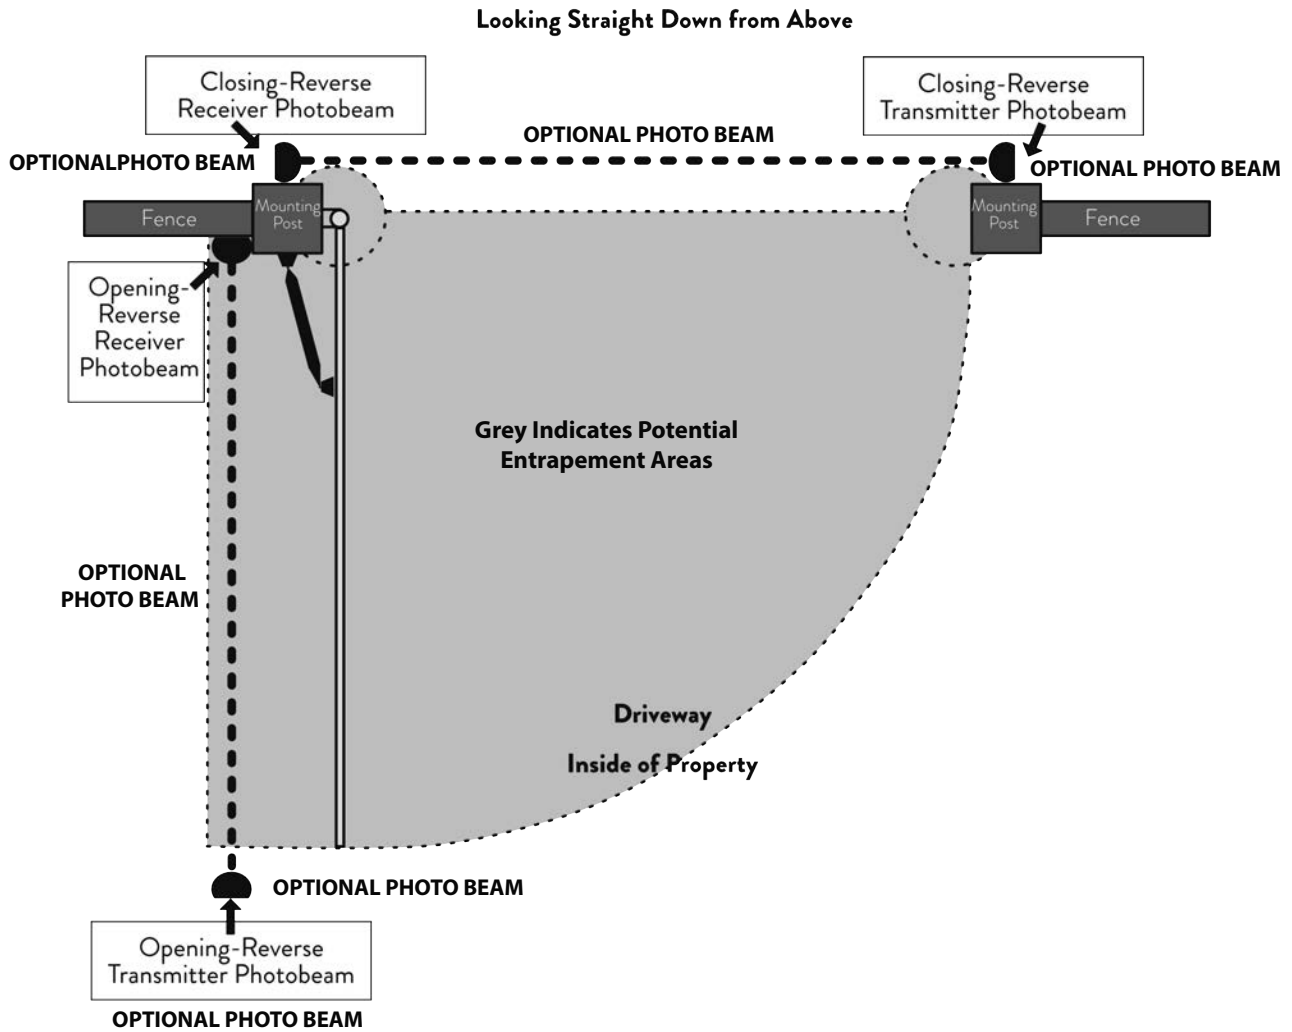 Looking Straight Down from Above
Closing-Reverse
Receiver Photobeam
Closing-Reverse
Transmitter Photobeam
OPTIONAL PHOTO BEAM
OPTIONALPHOTO BEAM
OPTIONAL PHOTO BEAM
Fence
Mounting
Post
Mounting
Post
Fence
Opening-
Reverse
Receiver
Photobeam
Grey Indicates Potential
Entrapement Areas
OPTIONAL
PHOTO BEAM
Driveway
Inside of Property
OPTIONAL PHOTO BEAM
Opening-Reverse
Transmitter Photobeam
OPTIONAL PHOTO BEAM